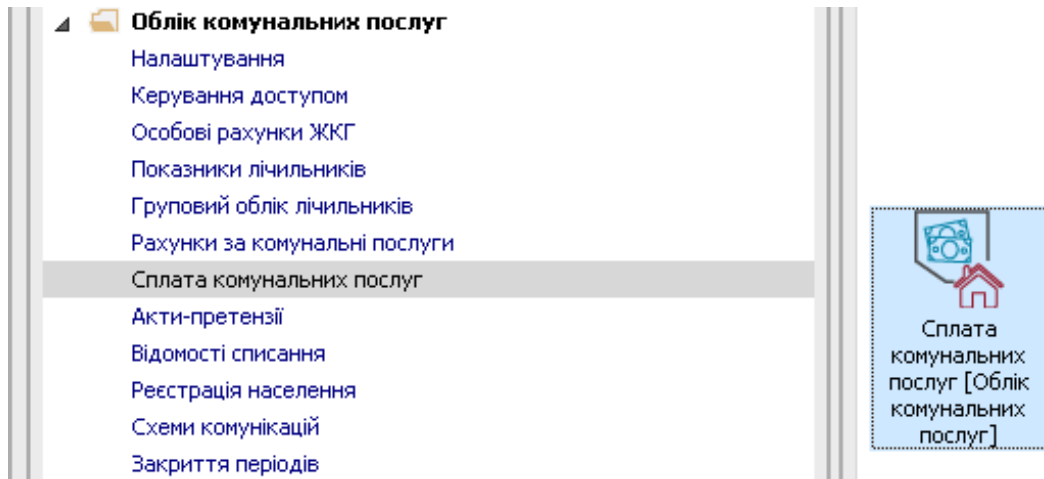 Облік комунальних послуг
Налаштування
Керування доступом
Особові рахунки ЖКГ
Показники лічильників
Груповий облік лічильників
Рахунки за комунальні послуги
Сплата комунальних послуг
Акти-претензії
Відомості списання
Реєстрація населення
Схеми комунікацій
Закриття періодів
Сплата
комунальних
послуг [Облік
комунальних
послуг]